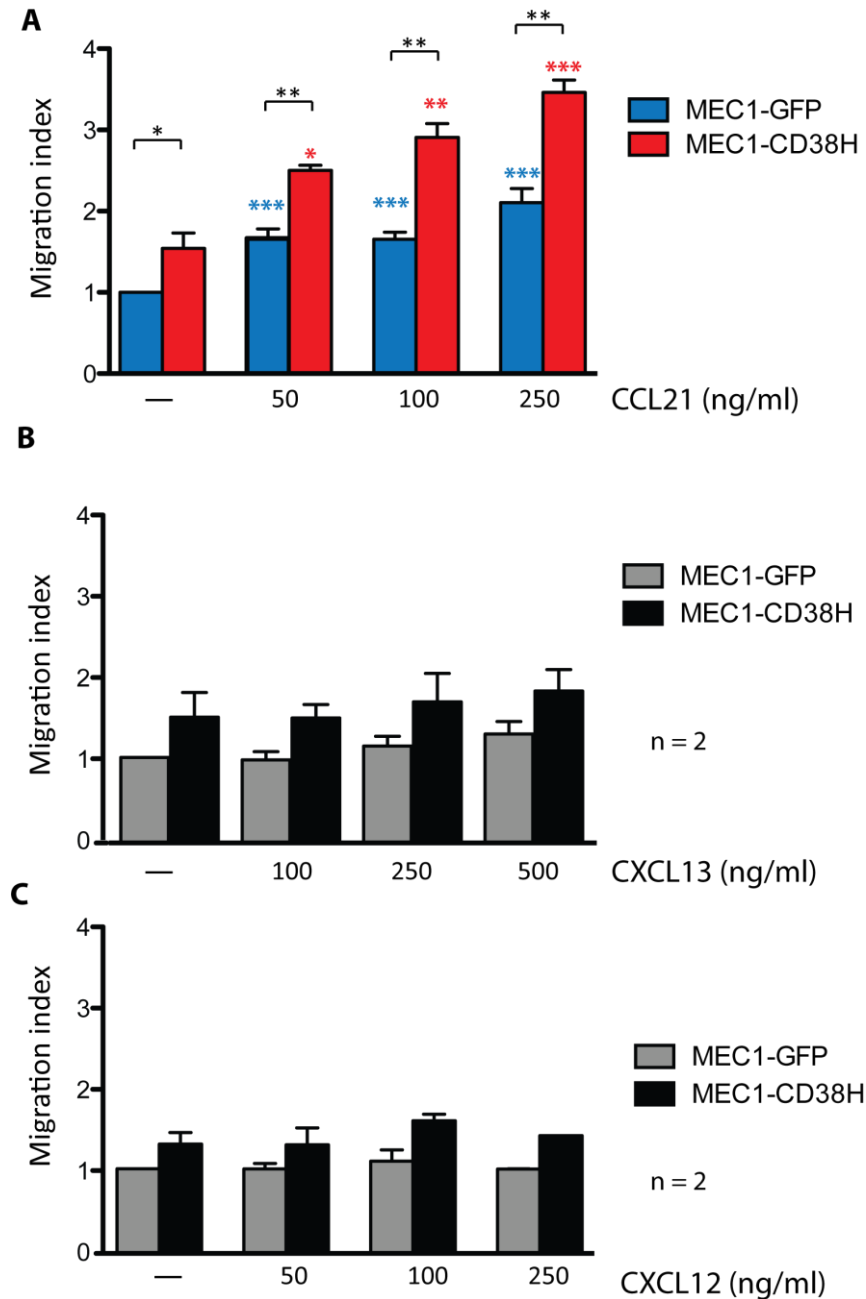 A
4
3
2
1
0
Migration index
*
**
**
**
***
*
***
**
***
***
MEC1-GFP
MEC1-CD38H
— 50 100 250 CCL21 (ng/ml)
B
4
3
2
1
0
Migration index
MEC1-GFP
MEC1-CD38H
n = 2
— 100 250 500 CXCL13 (ng/ml)
C
4
3
2
1
0
Migration index
MEC1-GFP
MEC1-CD38H
n = 2
— 50 100 250 CXCL12 (ng/ml)